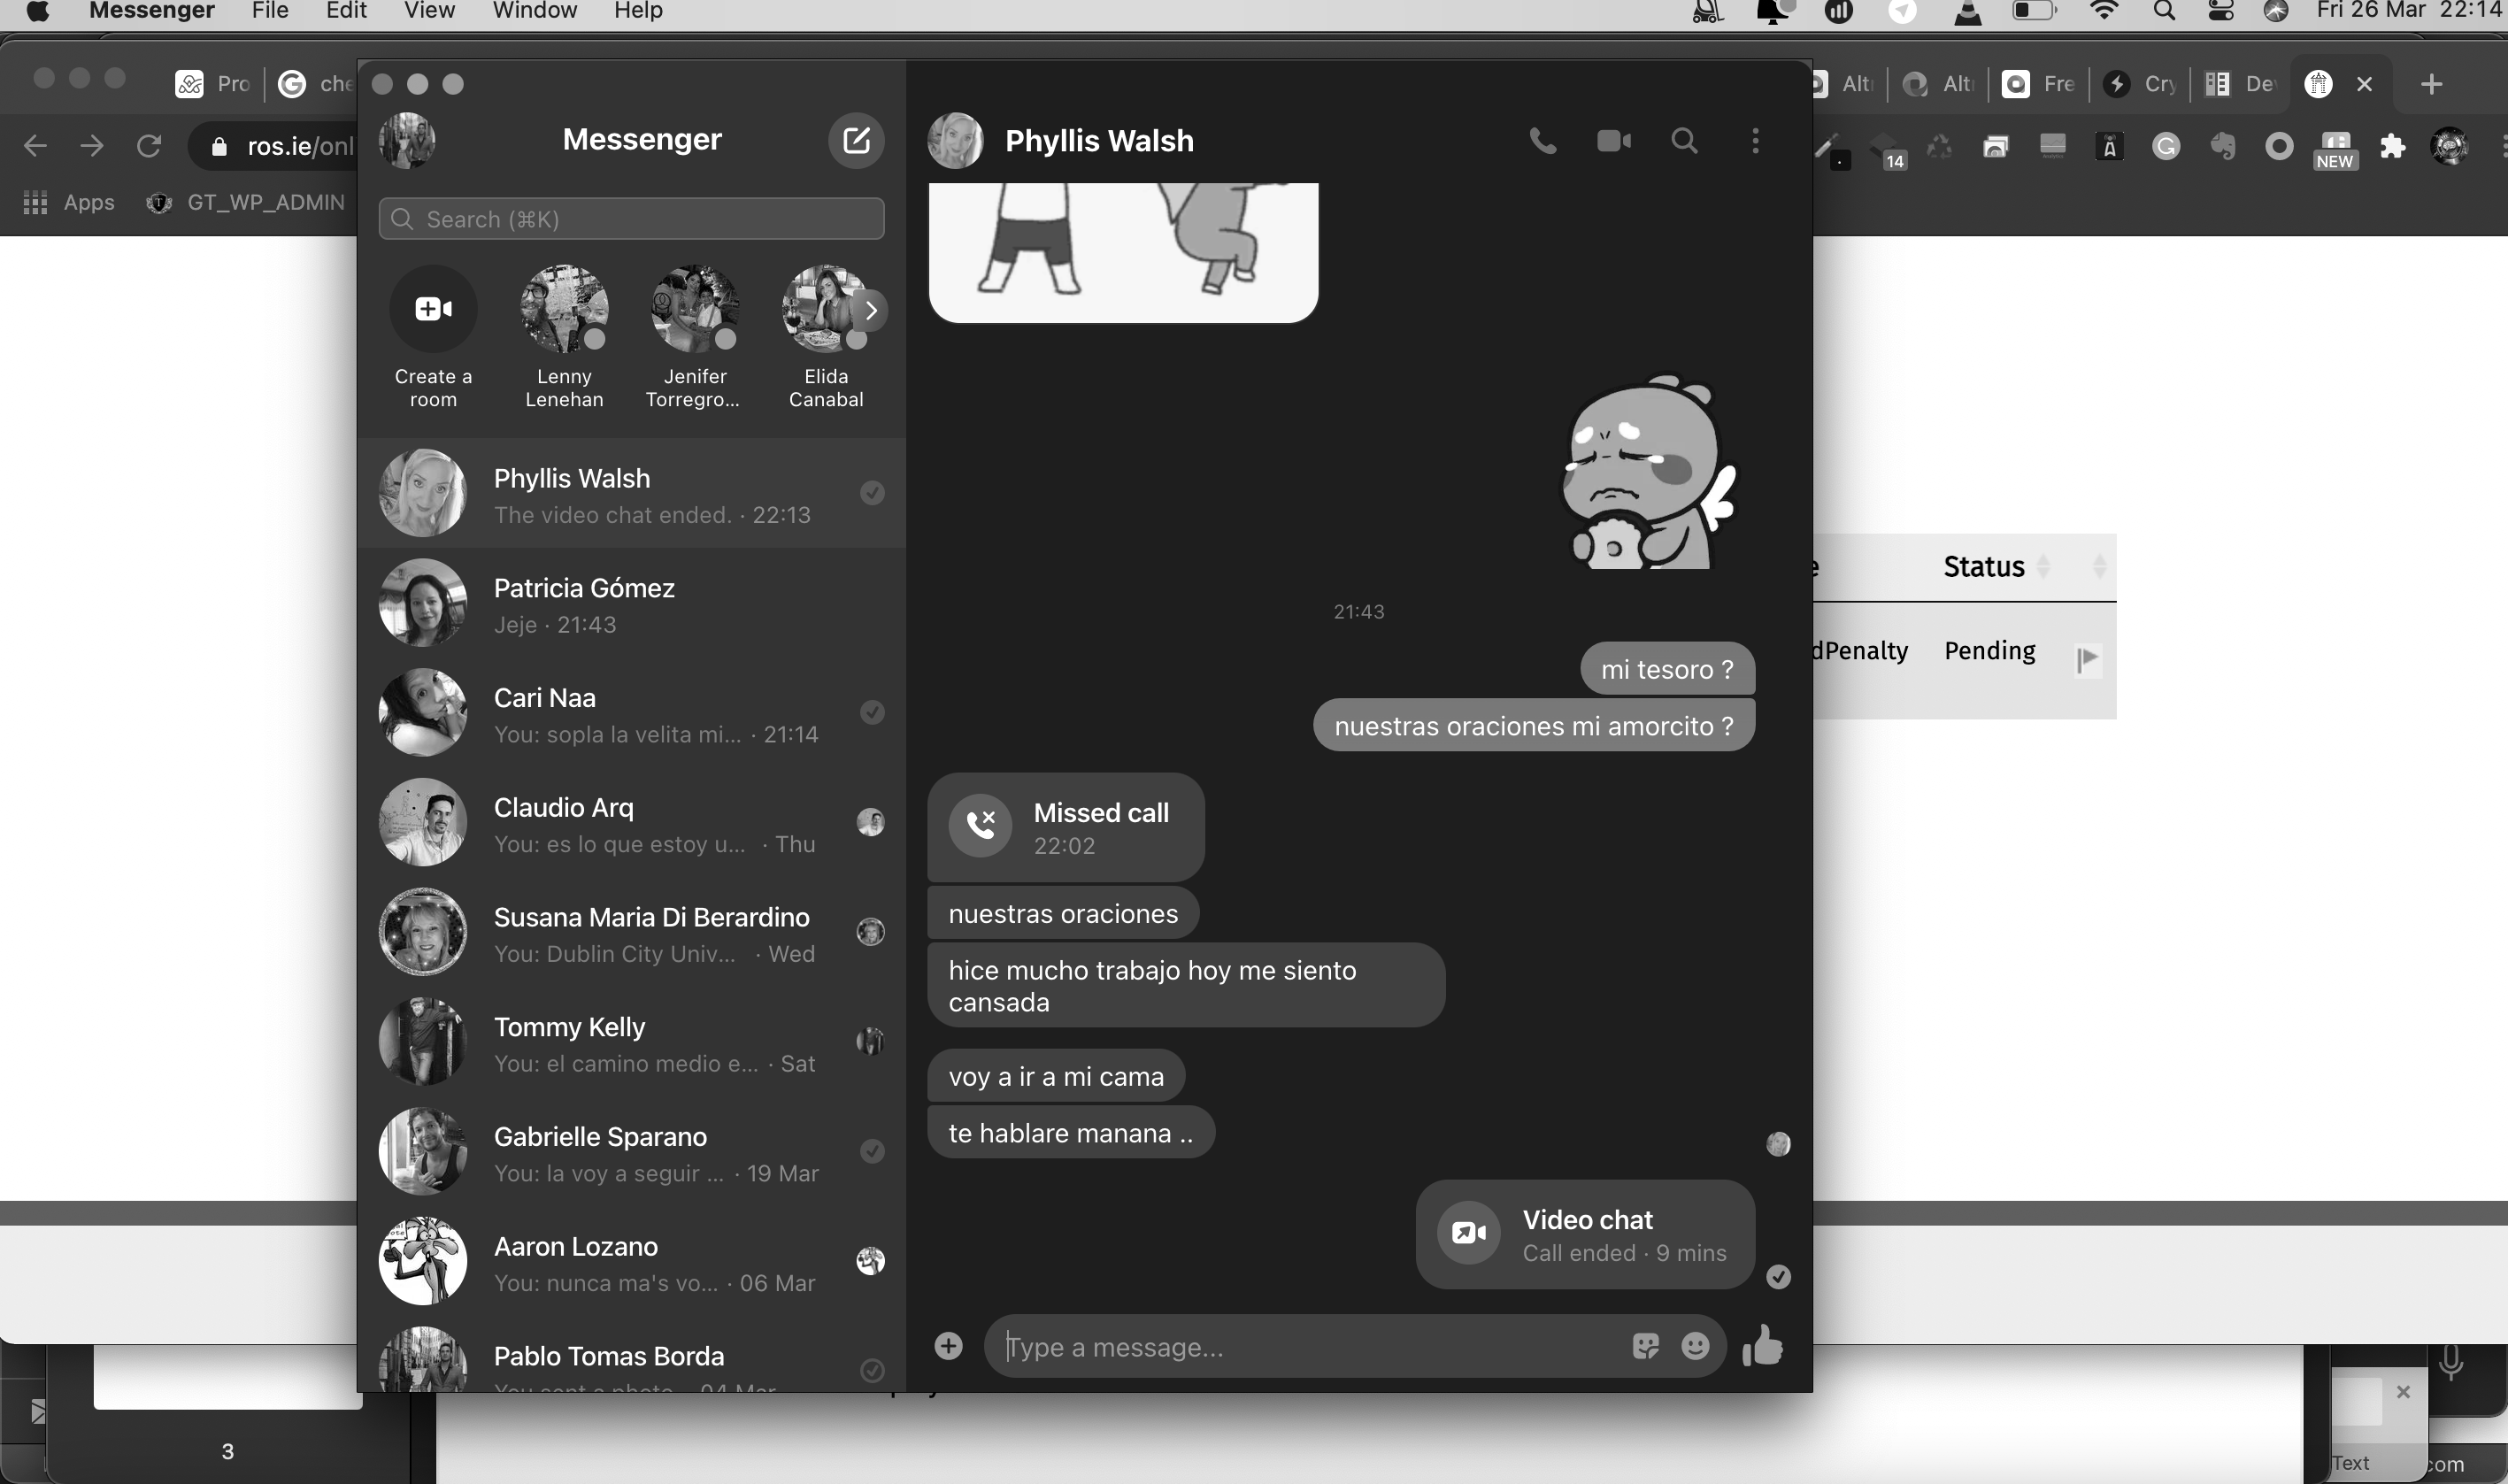 Messenger File Edit View Window Help
Fri 26 Mar 22:14
Pro
che
Alt
Alt
Fre
Cry
De
ros.ie/onl
14
NEW
Apps
GT_WP_ADMIN
Messenger
Search (⌘K)
Create a
room
Lenny
Lenehan
Jenifer
Torregro...
Elida
Canabal
Phyllis Walsh
The video chat ended. · 22:13
Patricia Gómez
Jeje · 21:43
Cari Naa
You: sopla la velita mi... · 21:14
Claudio Arq
You: es lo que estoy u... · Thu
Susana Maria Di Berardino
You: Dublin City Univ... · Wed
Tommy Kelly
You: el camino medio e... · Sat
Gabrielle Sparano
You: la voy a seguir ... · 19 Mar
Aaron Lozano
You: nunca ma's vo... · 06 Mar
Pablo Tomas Borda
You sent a photo. · 04 Mar
Phyllis Walsh
21:43
mi tesoro ?
nuestras oraciones mi amorcito ?
Missed call
22:02
nuestras oraciones
hice mucho trabajo hoy me siento
cansada
voy a ir a mi cama
te hablare manana ..
Video chat
Call ended · 9 mins
Type a message...
Status
dPenalty
Pending
3
Text
com